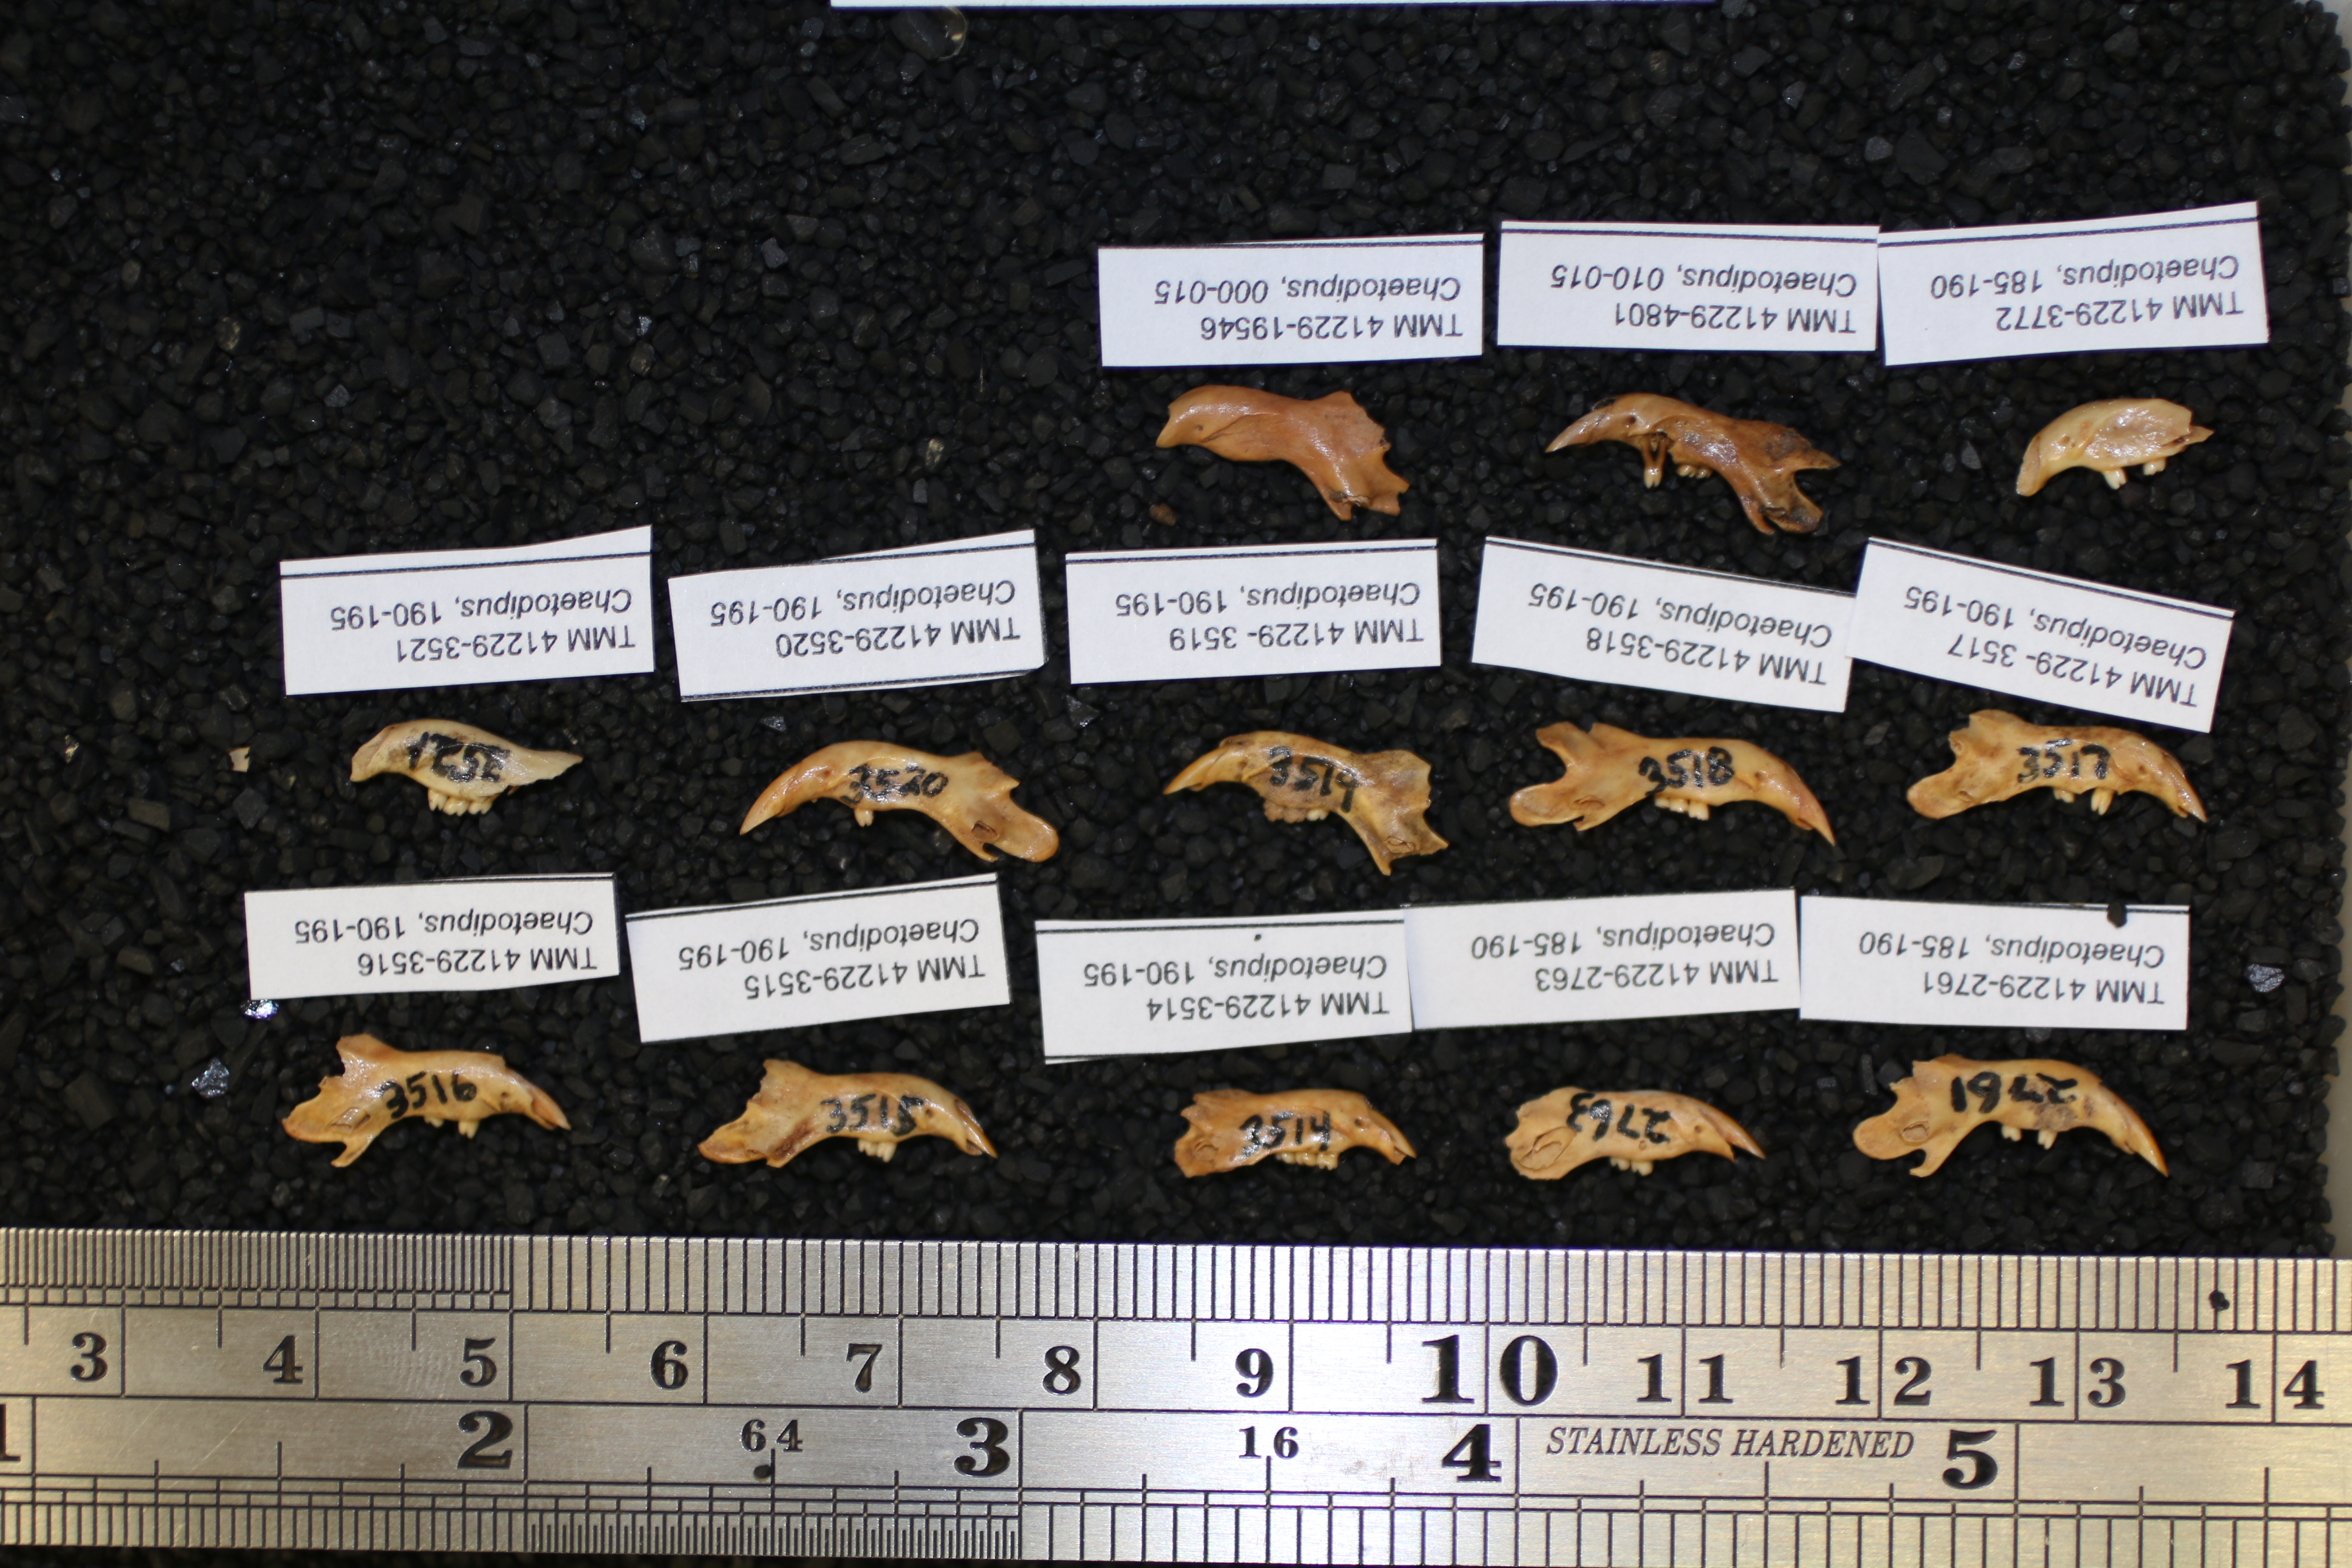 TMM 41229-19546
Chaetodipus, 000-015
TMM 41229-4801
Chaetodipus, 010-015
TMM 41229-3772
Chaetodipus, 185-190
TMM 41229-3521
Chaetodipus, 190-195
TMM 41229-3520
Chaetodipus, 190-195
TMM 41229- 3519
Chaetodipus, 190-195
TMM 41229-3518
Chaetodipus, 190-195
TMM 41229- 3517
Chaetodipus, 190-195
3521
3520
3519
3518
3517
TMM 41229-3516
Chaetodipus, 190-195
TMM 41229-3515
Chaetodipus, 190-195
TMM 41229-3514
Chaetodipus, 190-195
TMM 41229-2763
Chaetodipus, 185-190
TMM 41229-2761
Chaetodipus, 185-190
3516
3515
3514
2763
2761
3 4 5 6 7 8 9 10 11 12 13 14
1 2 64 3 16 4 STAINLESS HARDENED 5